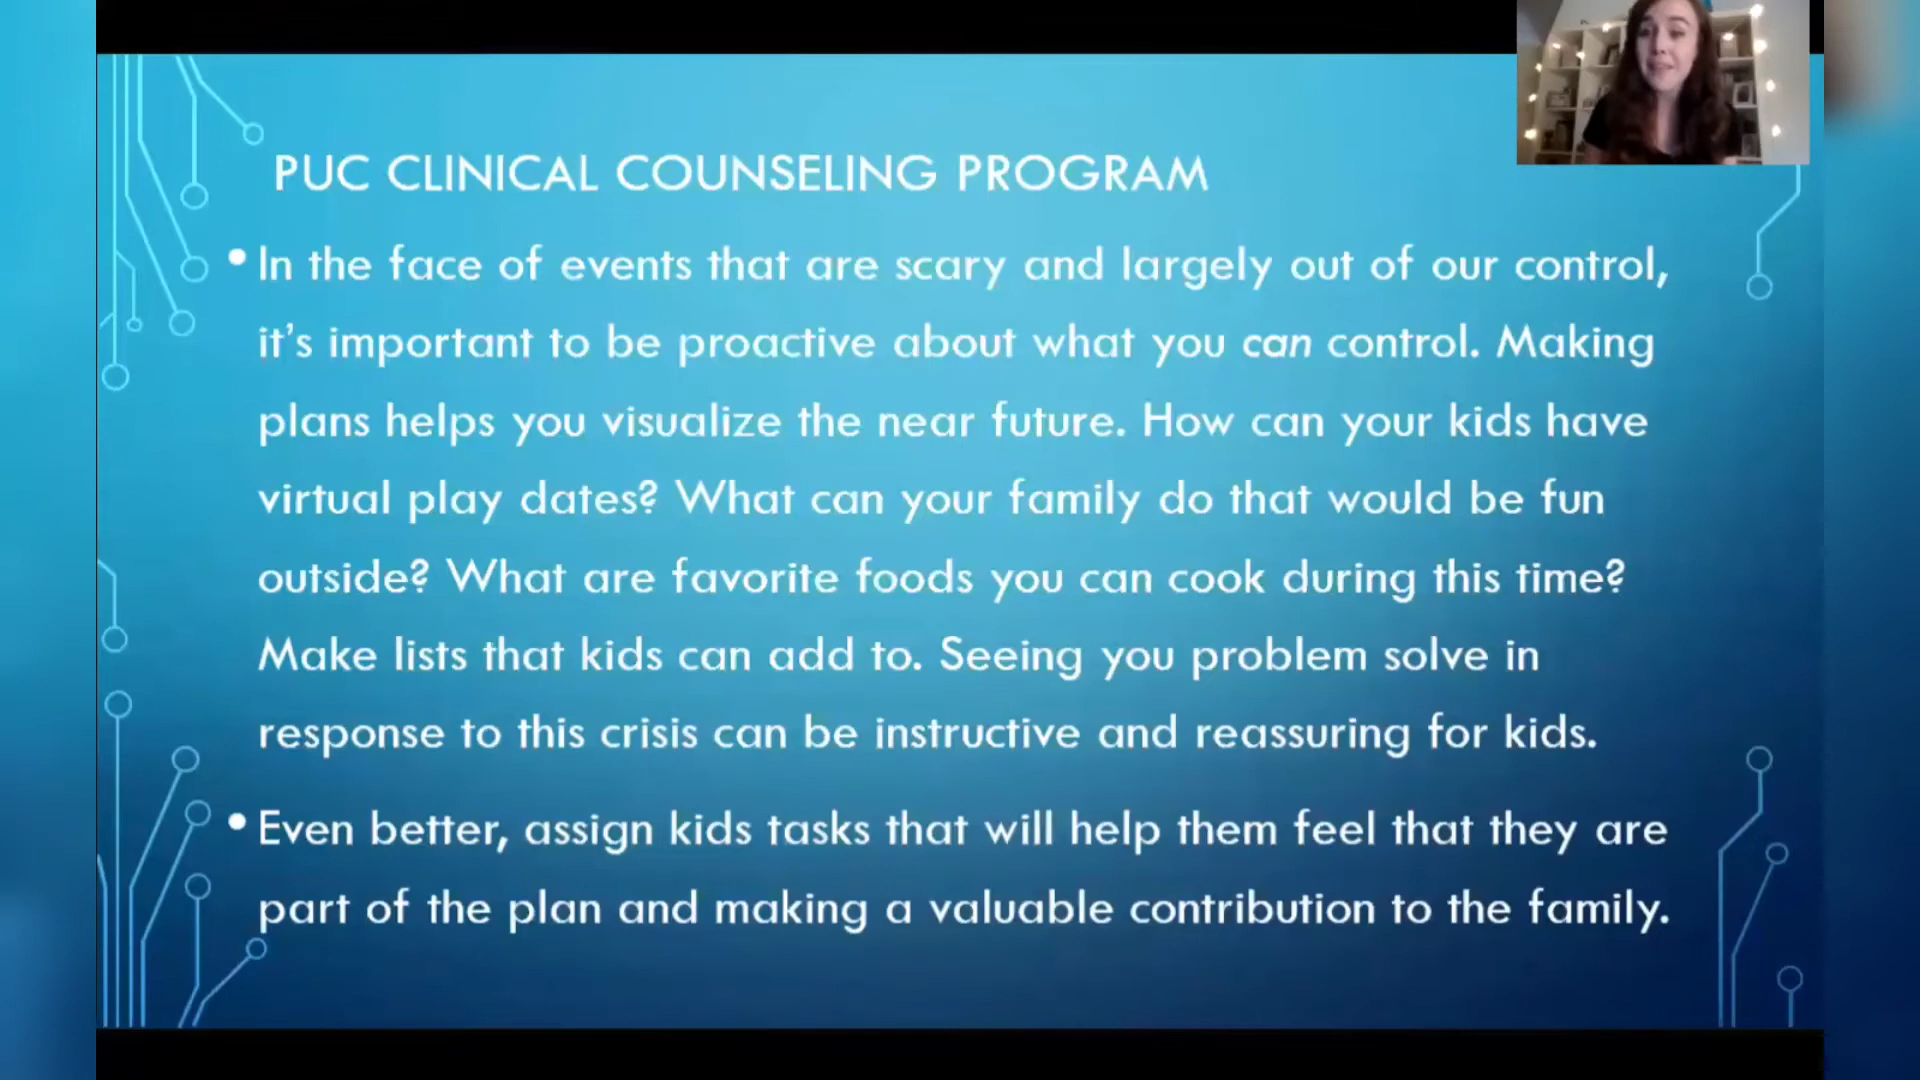 PUC CLINICAL COUNSELING PROGRAM
• In the face of events that are scary and largely out of our control,
it’s important to be proactive about what you can control. Making
plans helps you visualize the near future. How can your kids have
virtual play dates? What can your family do that would be fun
outside? What are favorite foods you can cook during this time?
Make lists that kids can add to. Seeing you problem solve in
response to this crisis can be instructive and reassuring for kids.
• Even better, assign kids tasks that will help them feel that they are
part of the plan and making a valuable contribution to the family.